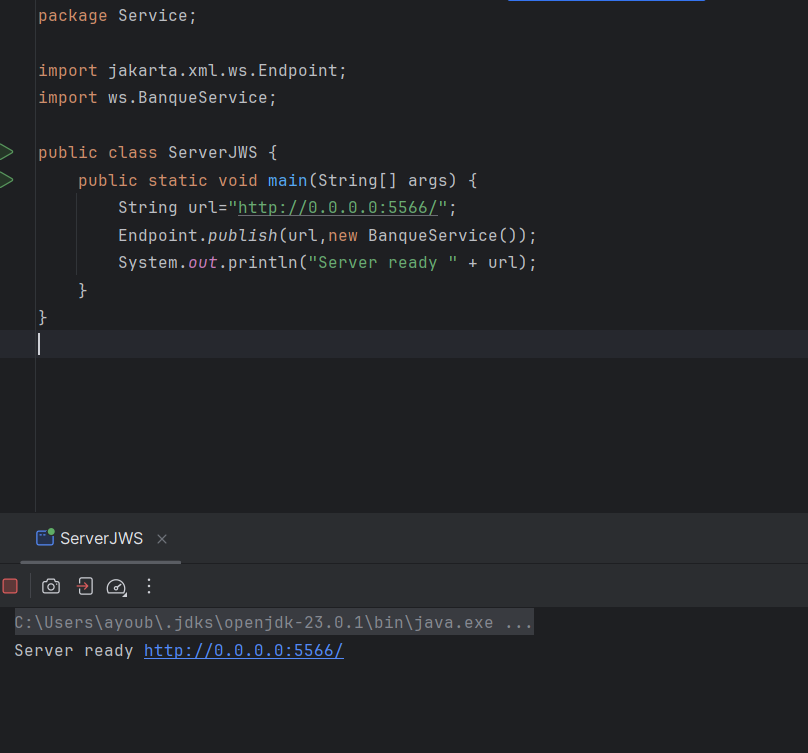 package Service;
import jakarta.xml.ws.Endpoint;
import ws.BanqueService;
public class ServerJWS {
public static void main(String[] args) {
String url="http://0.0.0.0:5566/";
Endpoint.publish(url,new BanqueService());
System.out.println("Server ready " + url);
}
}
ServerJWS
C:\Users\ayoub\.jdks\openjdk-23.0.1\bin\java.exe ...
Server ready http://0.0.0.0:5566/